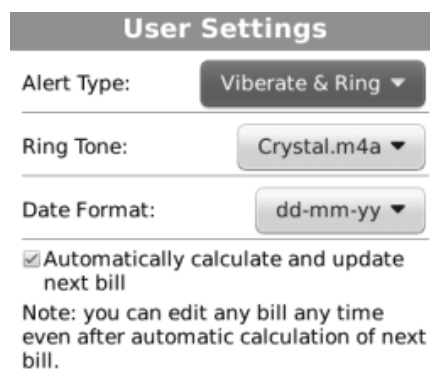 User Settings
Alert Type: Viberate & Ring
Ring Tone: Crystal.m4a
Date Format: dd-mm-yy
Automatically calculate and update
next bill
Note: you can edit any bill any time
even after automatic calculation of next
bill.